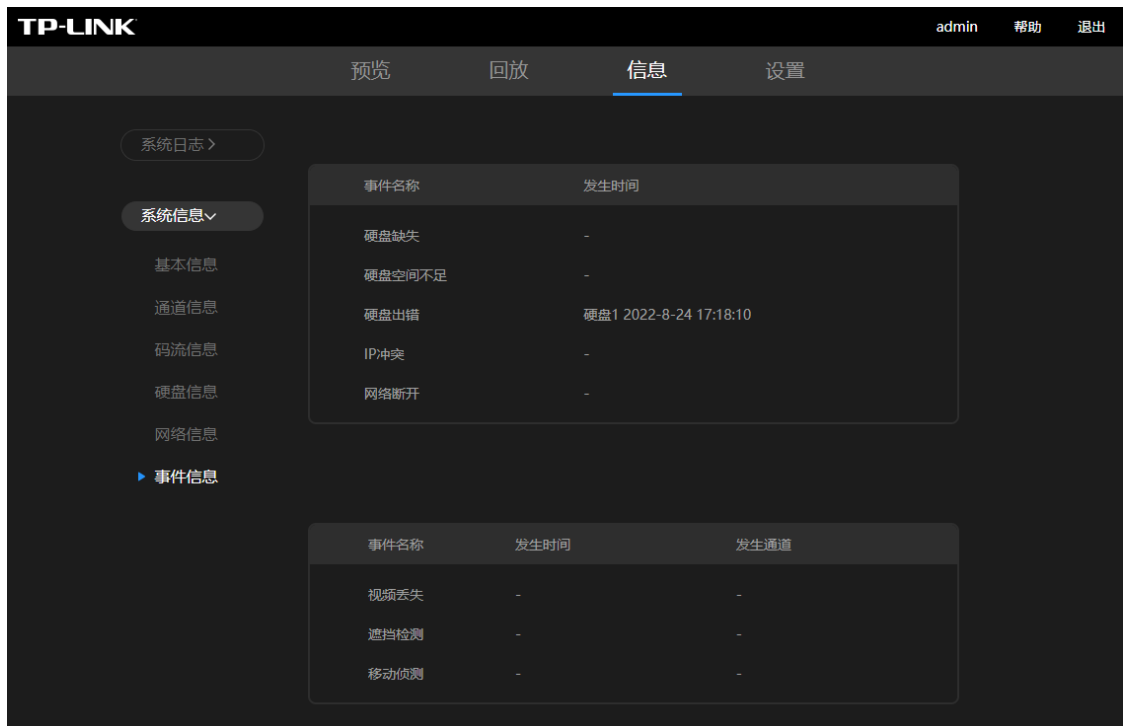 TP-LINK admin 帮助 退出
预览 回放 信息 设置
系统日志
系统信息
基本信息
通道信息
码流信息
硬盘信息
网络信息
事件信息
事件名称 发生时间
硬盘缺失 -
硬盘空间不足 -
硬盘出错 硬盘1 2022-8-24 17:18:10
IP冲突 -
网络断开 -
事件名称 发生时间 发生通道
视频丢失 - -
遮挡检测 - -
移动侦测 - -